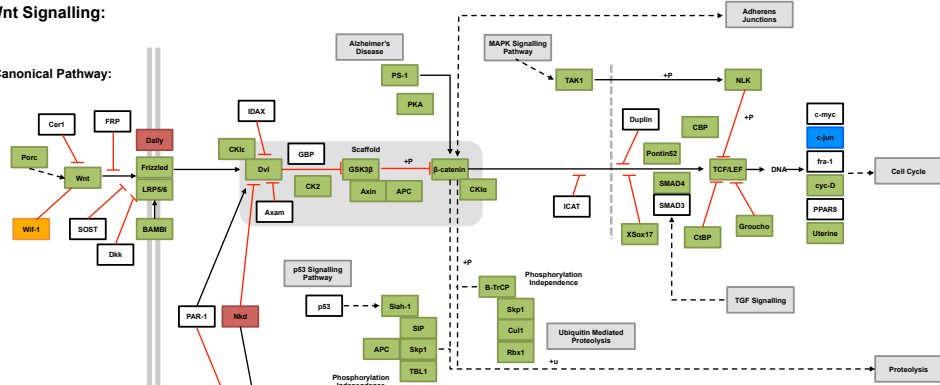 Wnt Signalling:
Canonical Pathway:
Adherens
Junctions
Alzheimer's
Disease
MAPK Signalling
Pathway
PS-1
TAK1
+P
NLK
PKA
IDAX
Cer1
FRP
Dally
Duplin
CBP
+P
c-myc
c-jun
CKIε
GBP
Scaffold
Porc
Frizzled
Dvl
GSK3β
+P
β-catenin
Pontin52
fra-1
Wnt
TCF/LEF
DNA
Cell Cycle
LRP5/6
CK2
Axin
APC
CKIα
SMAD4
cyc-D
Axam
ICAT
SMAD3
PPAR8
Wif-1
SOST
BAMBI
XSox17
CtBP
Groucho
Uterine
Dkk
p53 Signalling
Pathway
+P
Phosphorylation
Independence
B-TrCP
TGF Signalling
PAR-1
Nkd
p53
Siah-1
Skp1
SIP
Cul1
Ubiquitin Mediated
Proteolysis
APC
Skp1
Rbx1
TBL1
+u
Proteolysis
Phosphorylation
Independence